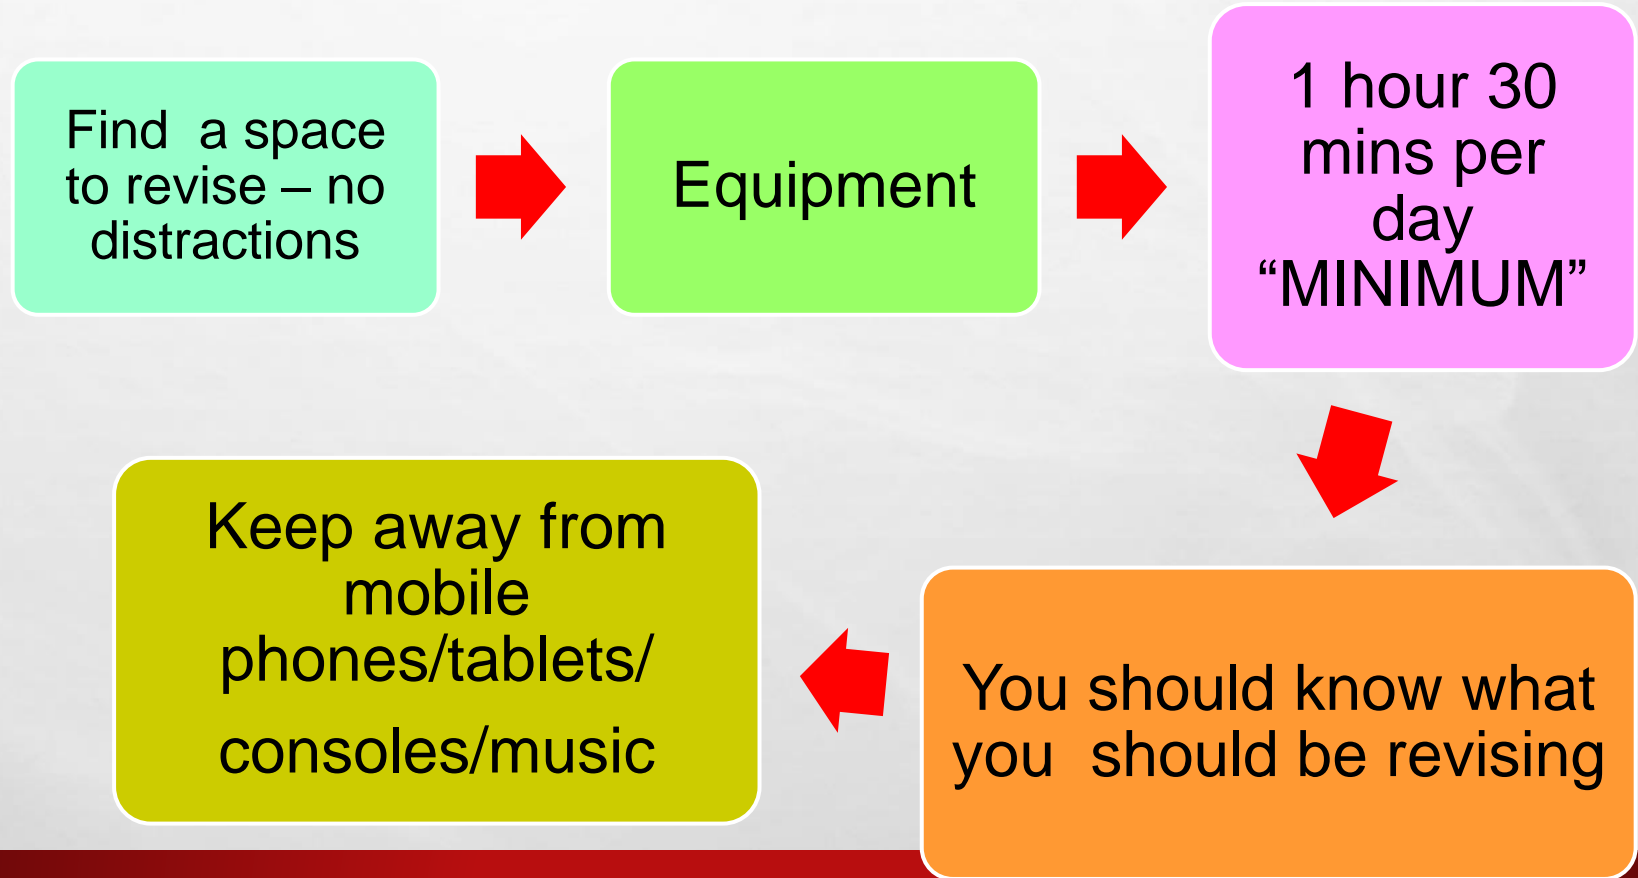 Find a space
to revise – no
distractions
Equipment
1 hour 30
mins per
day
“MINIMUM”
You should know what
you should be revising
Keep away from
mobile
phones/tablets/
consoles/music